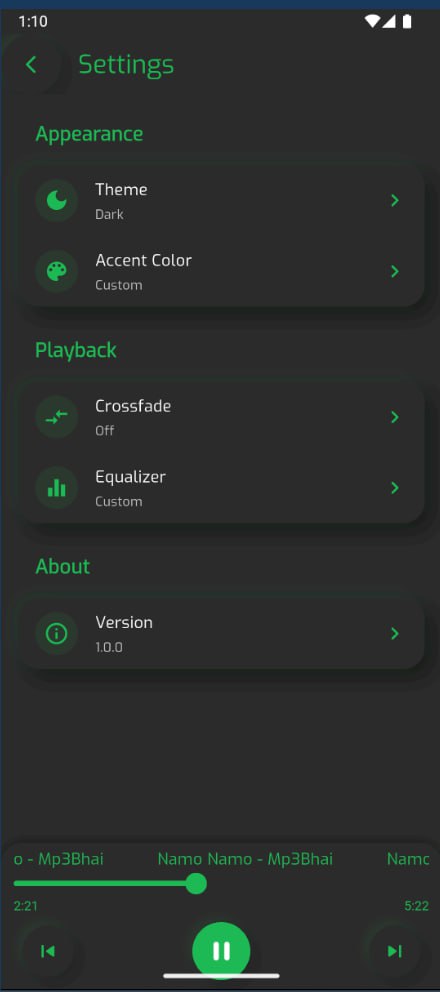 1:10
Settings
Appearance
Theme
Dark
Accent Color
Custom
Playback
Crossfade
Off
Equalizer
Custom
About
Version
1.0.0
o - Mp3Bhai Namo Namo - Mp3Bhai Namo
2:21 5:22